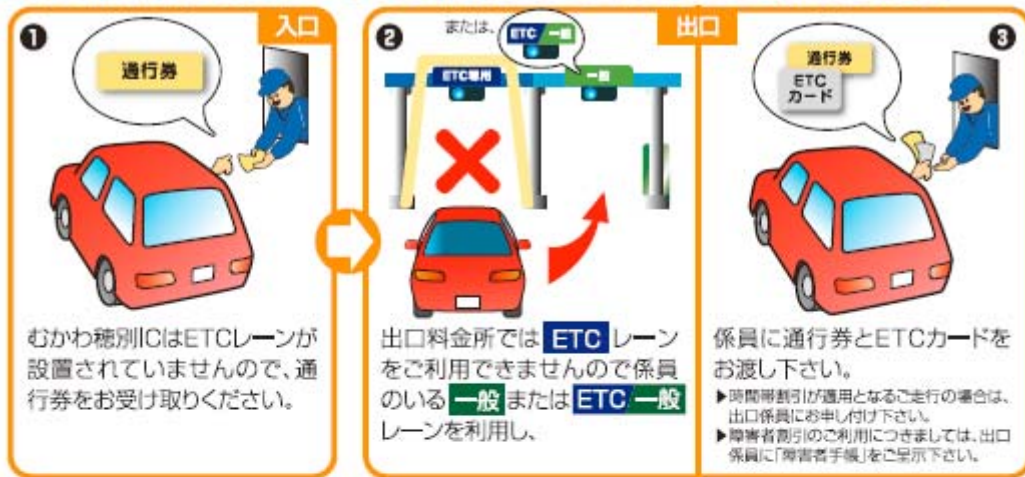 ❶
入口
通行券
むかわ穂別ICはETCレーンが
設置されていませんので、通
行券をお受け取りください。
❷
または、
ETC/一般
出口
ETC専用
一般
出口料金所では ETC レーン
をご利用できませんので係員
のいる 一般 または ETC/一般
レーンを利用し、
❸
通行券
ETC
カード
係員に通行券とETCカードを
お渡し下さい。
▶時間帯割引が適用となるご走行の場合は、
出口係員にお申し付け下さい。
▶障害者割引のご利用につきましては、出口
係員に「障害者手帳」をご呈示下さい。